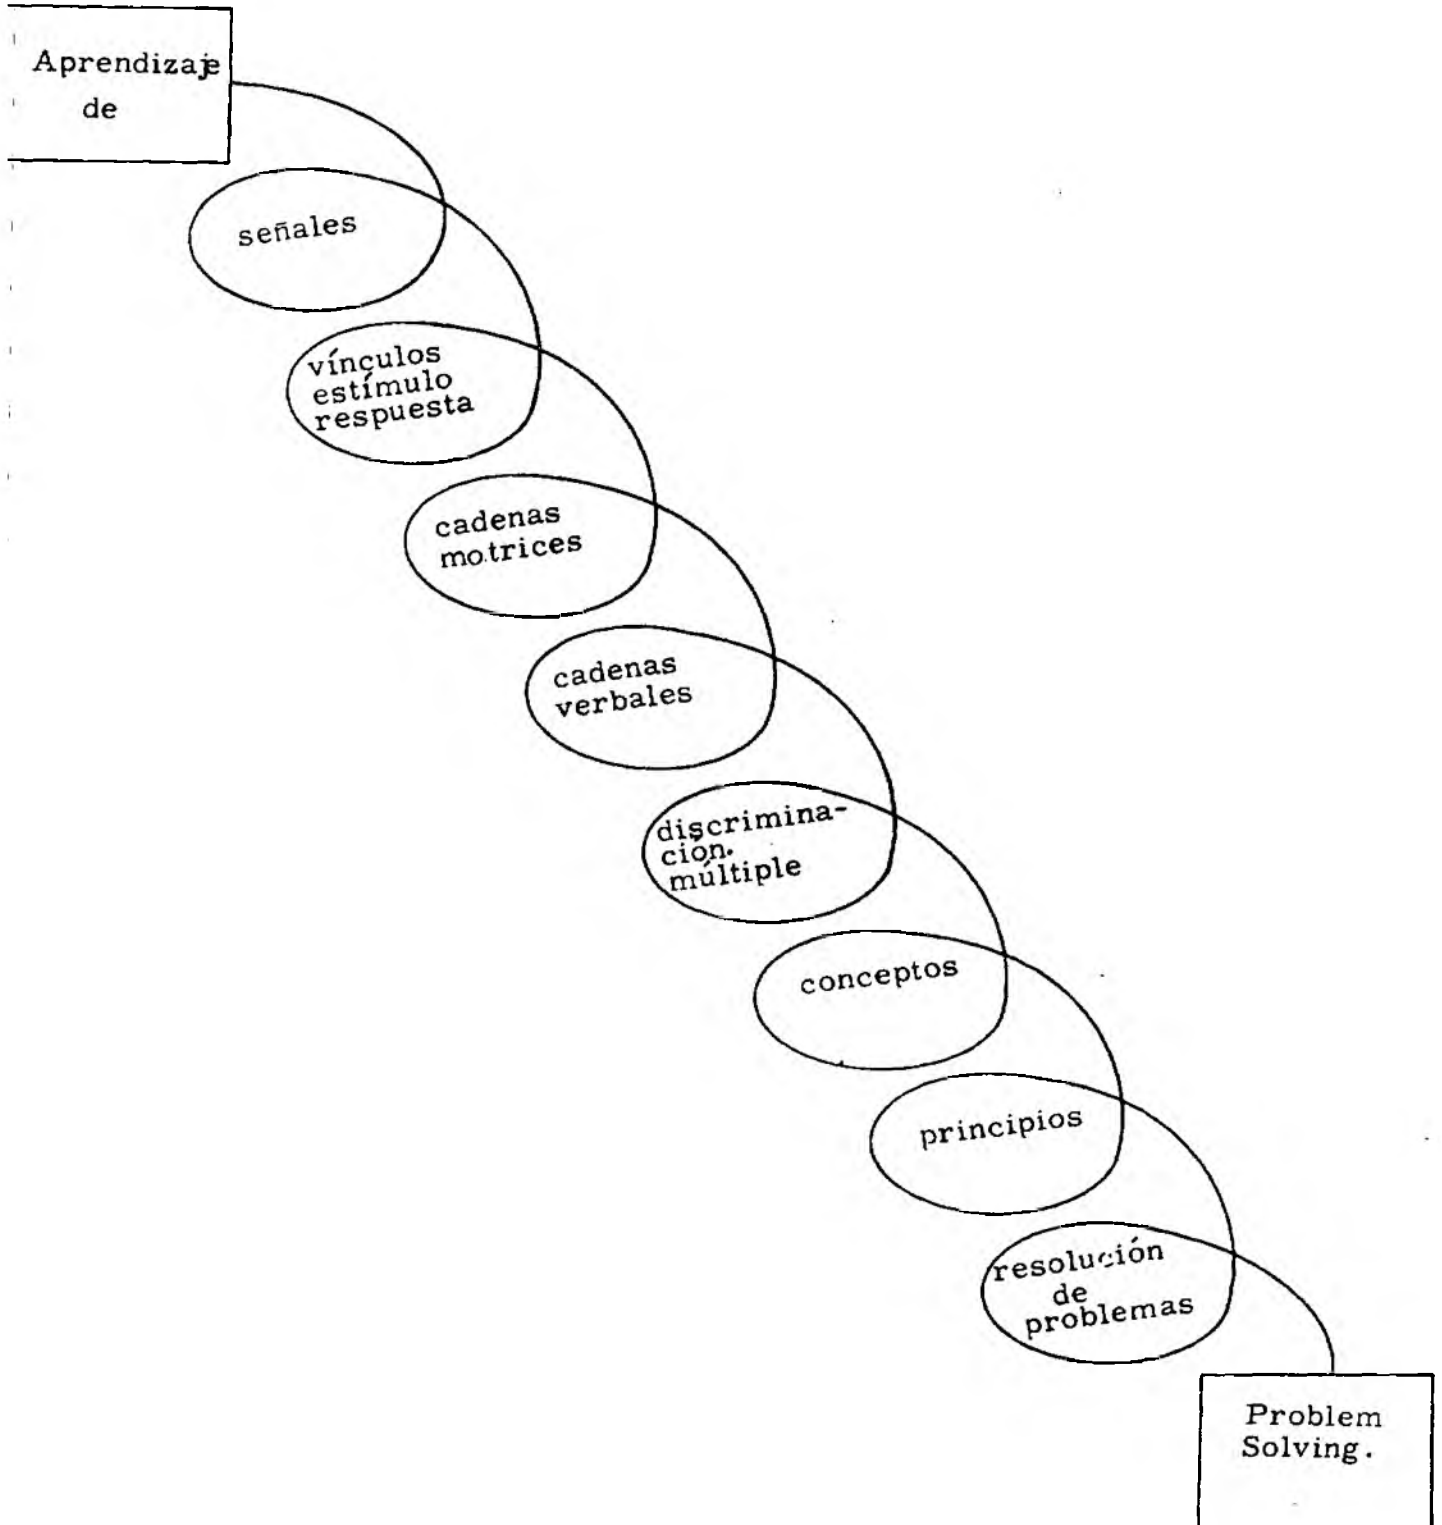 Aprendizaje
de
señales
vínculos
estímulo
respuesta
cadenas
motrices
cadenas
verbales
discrimina-
ción.
múltiple
conceptos
principios
resolución
de
problemas
Problem
Solving.